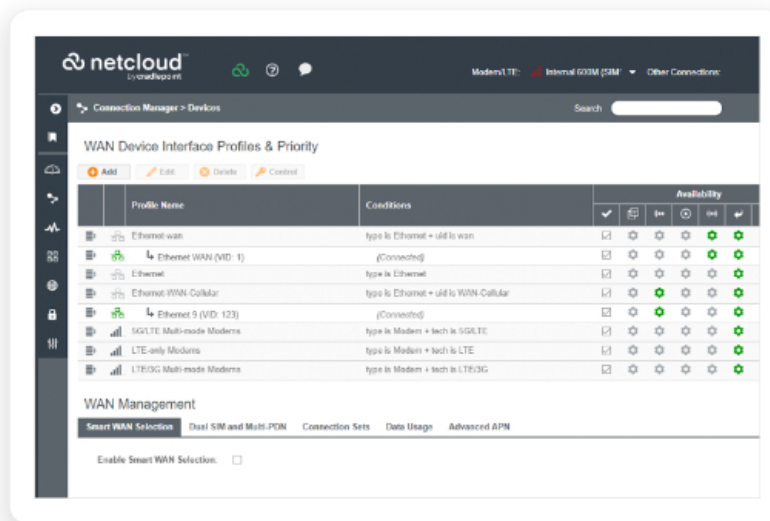 netcloud™
by cradlepoint
Modem/LTE: Internal 600M (SIM1 Other Connections:
Connection Manager > Devices
Search
WAN Device Interface Profiles & Priority
Add Edit Delete Control
Profile Name Conditions Availability
Ethernet-wan type is Ethernet + uid is wan
Ethernet WAN (VID: 1) (Connected)
Ethernet type is Ethernet
Ethernet-WAN-Cellular type is Ethernet + uid is WAN-Cellular
Ethernet 9 (VID: 123) (Connected)
5G/LTE Multi-mode Modems type is Modem + tech is 5G/LTE
LTE-only Modems type is Modem + tech is LTE
LTE/3G Multi-mode Modems type is Modem + tech is LTE/3G
WAN Management
Smart WAN Selection Dual SIM and Multi-PDN Connection Sets Data Usage Advanced APN
Enable Smart WAN Selection: